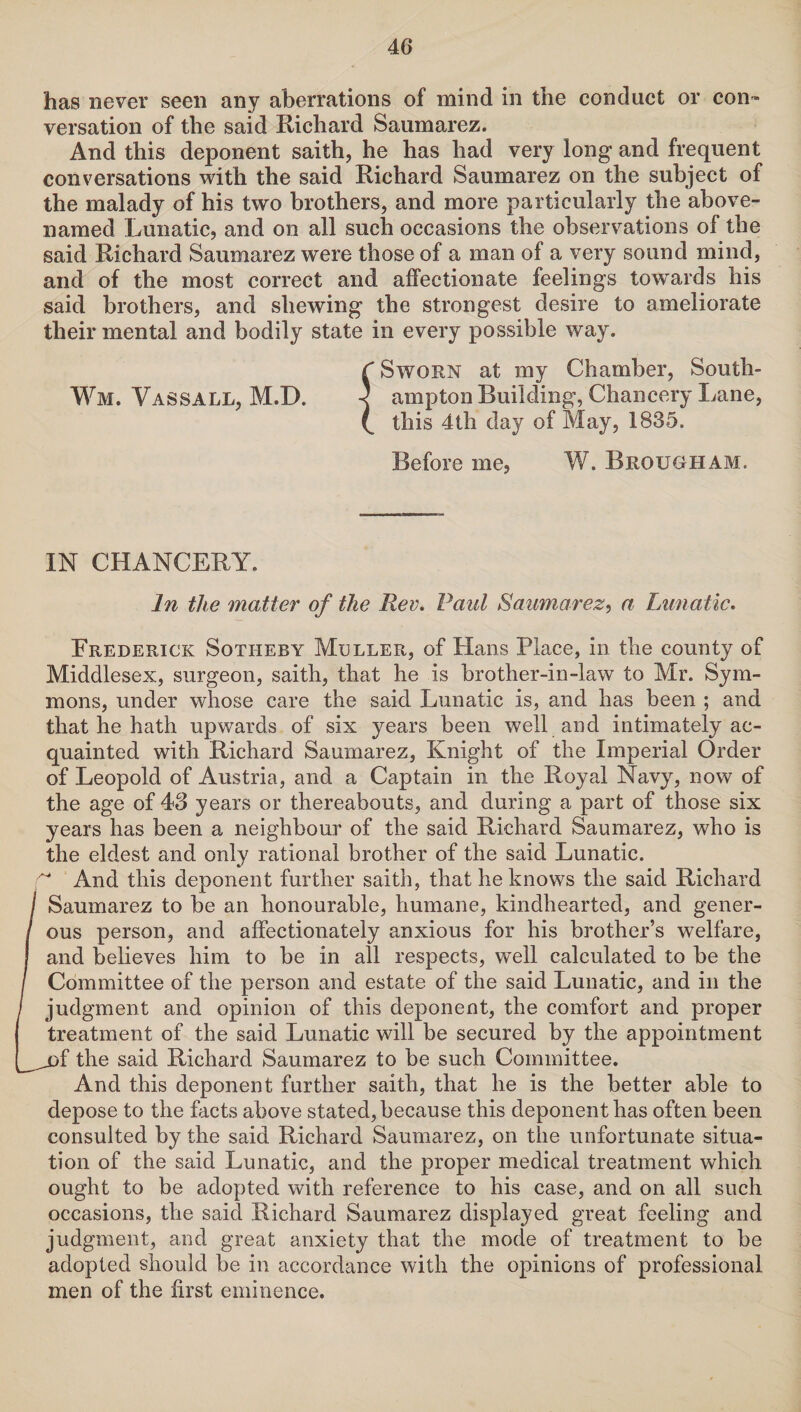 46
has never seen any aberrations of mind in the conduct or con-
versation of the said Richard Saumarez.
And this deponent saith, he has had very long and frequent
conversations with the said Richard Saumarez on the subject of
the malady of his two brothers, and more particularly the above-
named Lunatic, and on all such occasions the observations of the
said Richard Saumarez were those of a man of a very sound mind,
and of the most correct and affectionate feelings towards his
said brothers, and shewing the strongest desire to ameliorate
their mental and bodily state in every possible way.
Wm. Vassall, M.D.
Sworn at my Chamber, South-
ampton Building, Chancery Lane,
this 4th day of May, 1835.
Before me, W. Brougham.
IN CHANCERY.
In the matter of the Rev. Paul Saumarez, a Lunatic.
Frederick Sotheby Muller, of Hans Place, in the county of
Middlesex, surgeon, saith, that he is brother-in-law to Mr. Sym-
mons, under whose care the said Lunatic is, and has been ; and
that he hath upwards of six years been well and intimately ac-
quainted with Richard Saumarez, Knight of the Imperial Order
of Leopold of Austria, and a Captain in the Royal Navy, now of
the age of 43 years or thereabouts, and during a part of those six
years has been a neighbour of the said Richard Saumarez, who is
the eldest and only rational brother of the said Lunatic.
And this deponent further saith, that he knows the said Richard
Saumarez to be an honourable, humane, kindhearted, and gener-
ous person, and affectionately anxious for his brother's welfare,
and believes him to be in all respects, well calculated to be the
Committee of the person and estate of the said Lunatic, and in the
judgment and opinion of this deponent, the comfort and proper
treatment of the said Lunatic will be secured by the appointment
of the said Richard Saumarez to be such Committee.
And this deponent further saith, that he is the better able to
depose to the facts above stated, because this deponent has often been
consulted by the said Richard Saumarez, on the unfortunate situa-
tion of the said Lunatic, and the proper medical treatment which
ought to be adopted with reference to his case, and on all such
occasions, the said Richard Saumarez displayed great feeling and
judgment, and great anxiety that the mode of treatment to be
adopted should be in accordance with the opinions of professional
men of the first eminence.